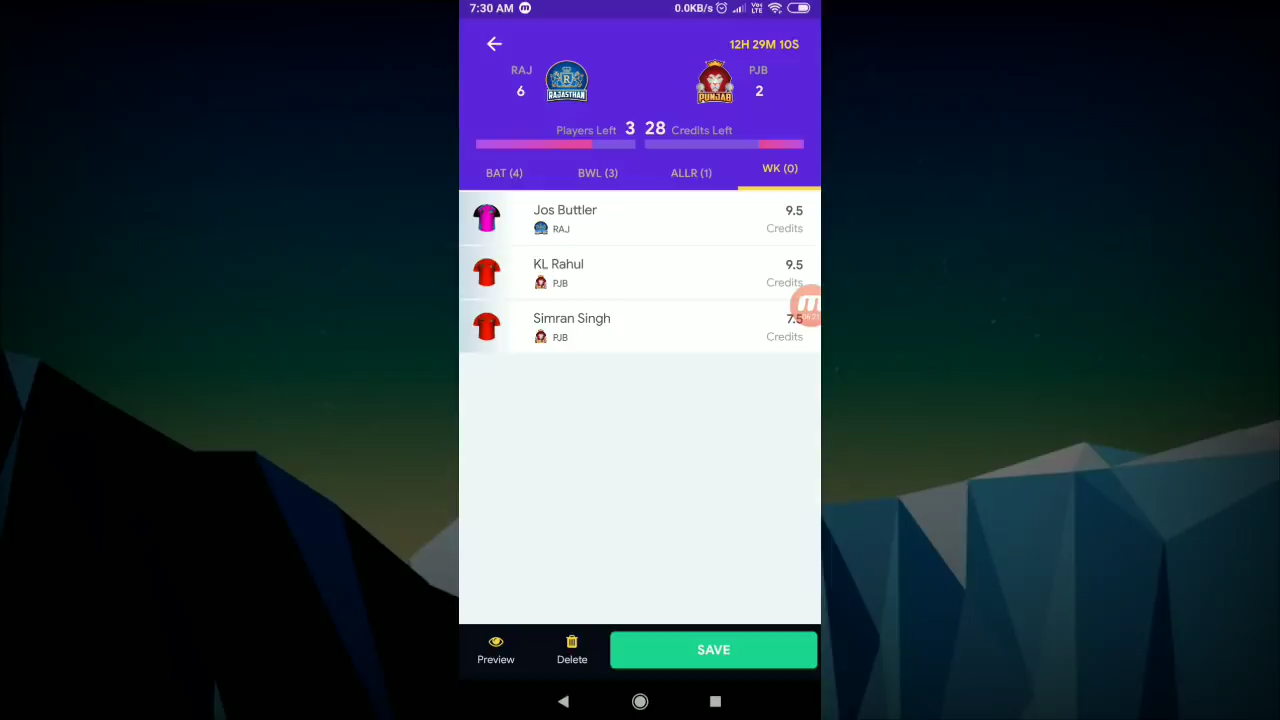 7:30 AM
0.0KB/s Vo) LTE
12H 29M 10S
RAJ
6
RAJASTHAN
PUNJAB
PJB
2
Players Left 3
28 Credits Left
BAT (4)
BWL (3)
ALLR (1)
WK (0)
Jos Buttler
9.5
RAJ
Credits
KL Rahul
9.5
PJB
Credits
Simran Singh
7.5
PJB
Credits
Preview
Delete
SAVE